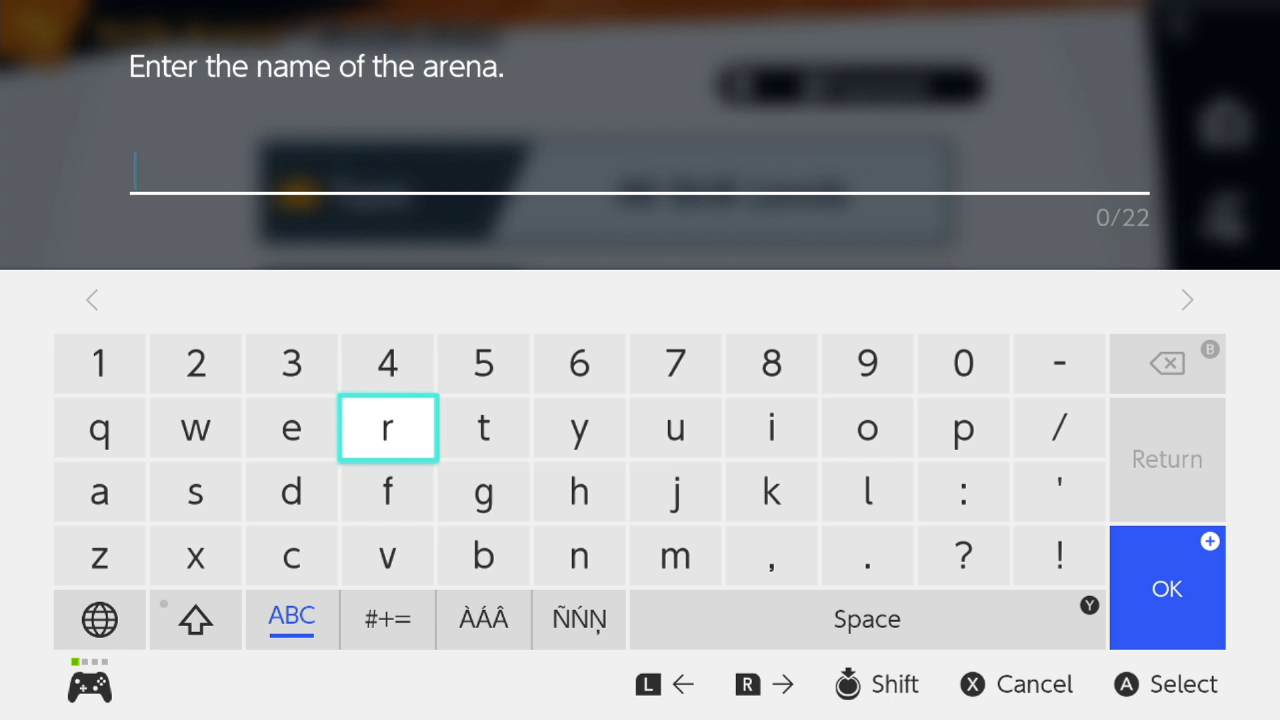 Enter the name of the arena.
0/22
1 2 3 4 5 6 7 8 9 0 - B
q w e r t y u i o p / Return
a s d f g h j k l : '
z x c v b n m , . ? ! + OK
ABC #+= ÀÁÂ ÑŃŅ Space Y
L ← R → Shift X Cancel A Select